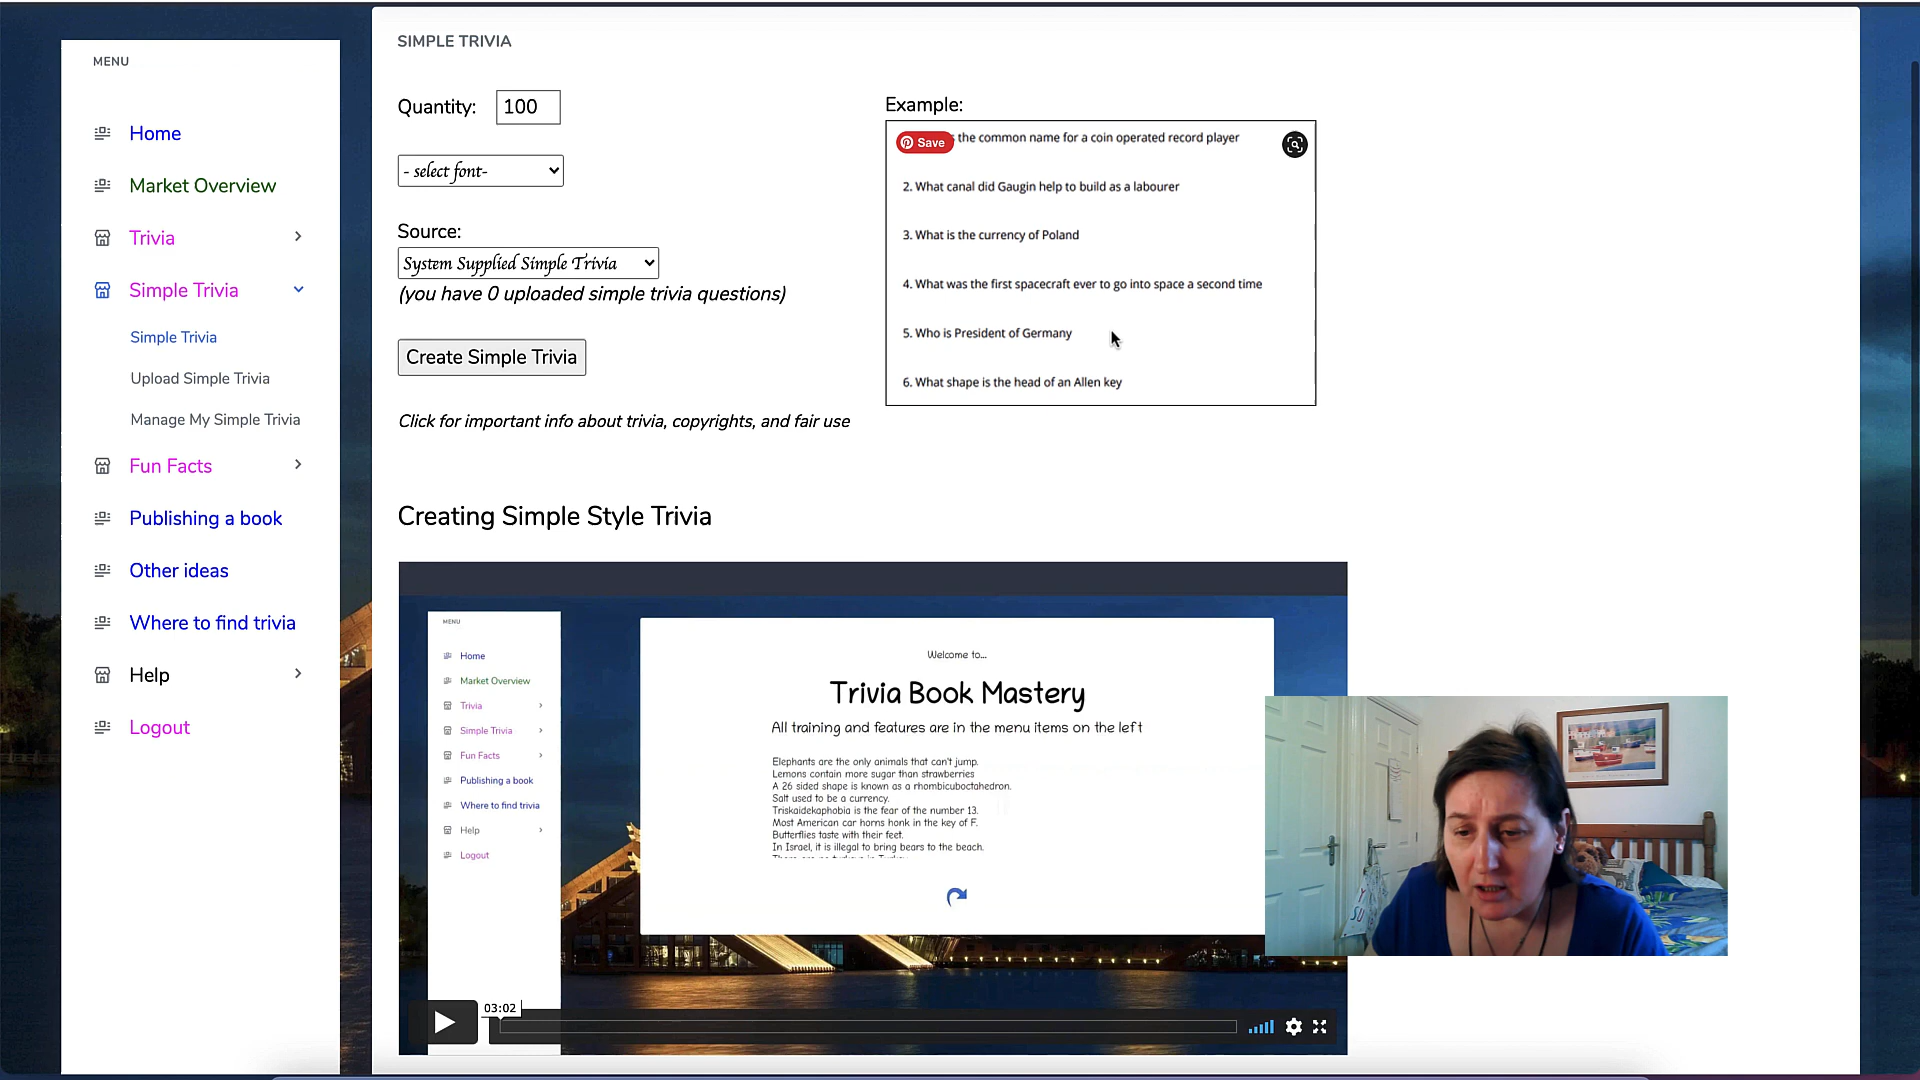 MENU
Home
Market Overview
Trivia
Simple Trivia
Simple Trivia
Upload Simple Trivia
Manage My Simple Trivia
Fun Facts
Publishing a book
Other ideas
Where to find trivia
Help
Logout
SIMPLE TRIVIA
Quantity: 100
- select font-
Source:
System Supplied Simple Trivia
(you have 0 uploaded simple trivia questions)
Create Simple Trivia
Click for important info about trivia, copyrights, and fair use
Example:
Save
the common name for a coin operated record player
2. What canal did Gaugin help to build as a labourer
3. What is the currency of Poland
4. What was the first spacecraft ever to go into space a second time
5. Who is President of Germany
6. What shape is the head of an Allen key
Creating Simple Style Trivia
MENU
Home
Market Overview
Trivia
Simple Trivia
Fun Facts
Publishing a book
Where to find trivia
Help
Logout
Welcome to...
Trivia Book Mastery
All training and features are in the menu items on the left
Elephants are the only animals that can't jump.
Lemons contain more sugar than strawberries
A 26 sided shape is known as a rhombicuboctahedron.
Salt used to be a currency.
Triskaidekaphobia is the fear of the number 13.
Most American car horns honk in the key of F.
Butterflies taste with their feet.
In Israel, it is illegal to bring bears to the beach.
03:02